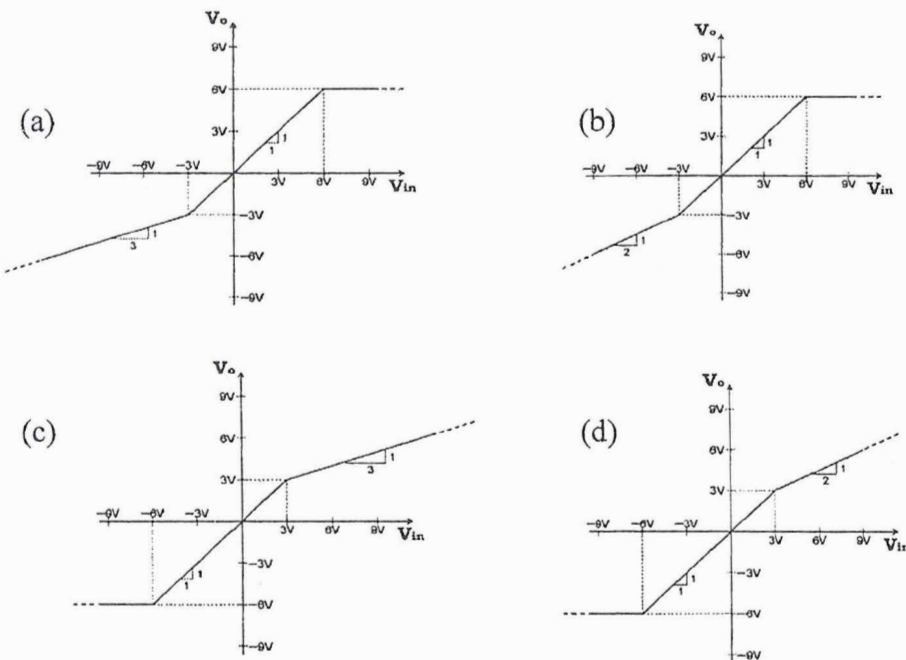 (a)
Vo
9V
6V
3V
-9V -6V -3V
3V 6V 9V
Vin
1
1
1
3
-3V
-6V
-9V
(b)
Vo
9V
6V
3V
-9V -6V -3V
3V 6V 9V
Vin
1
1
1
2
-3V
-6V
-9V
(c)
Vo
9V
6V
3V
1
3
-9V -6V -3V
3V 6V 9V
Vin
1
1
-3V
-6V
-9V
(d)
Vo
9V
6V
3V
1
2
-9V -6V -3V
3V 6V 9V
Vin
1
1
-3V
-6V
-9V